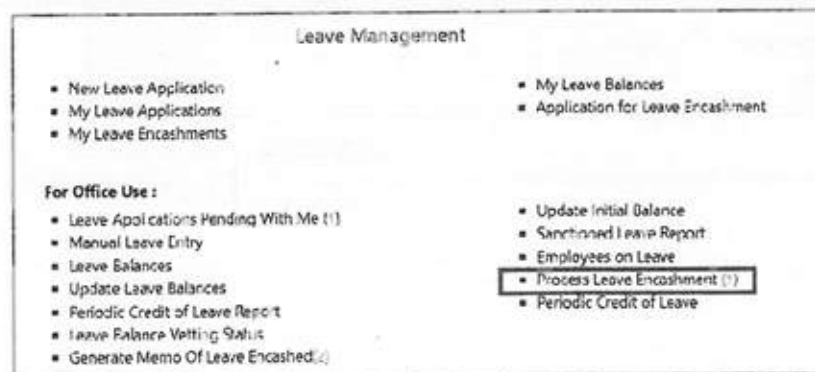 Leave Management
New Leave Application
My Leave Applications
My Leave Encashments
My Leave Balances
Application for Leave Encashment
For Office Use :
Leave Applications Pending With Me (1)
Manual Leave Entry
Leave Balances
Update Leave Balances
Periodic Credit of Leave Report
Leave Balance Vetting Status
Generate Memo Of Leave Encashed(2)
Update Initial Balance
Sanctioned Leave Report
Employees on Leave
Process Leave Encashment (1)
Periodic Credit of Leave